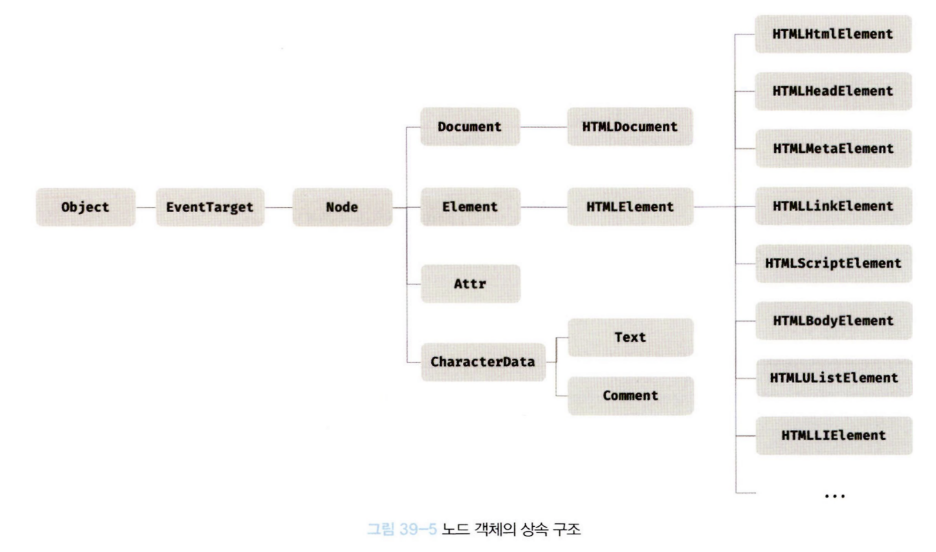 Object
EventTarget
Node
Document
HTMLDocument
Element
HTMLElement
Attr
CharacterData
Text
Comment
HTMLHtmlElement
HTMLHeadElement
HTMLMetaElement
HTMLLinkElement
HTMLScriptElement
HTMLBodyElement
HTMLUListElement
HTMLLIElement
...
그림 39-5 노드 객체의 상속 구조